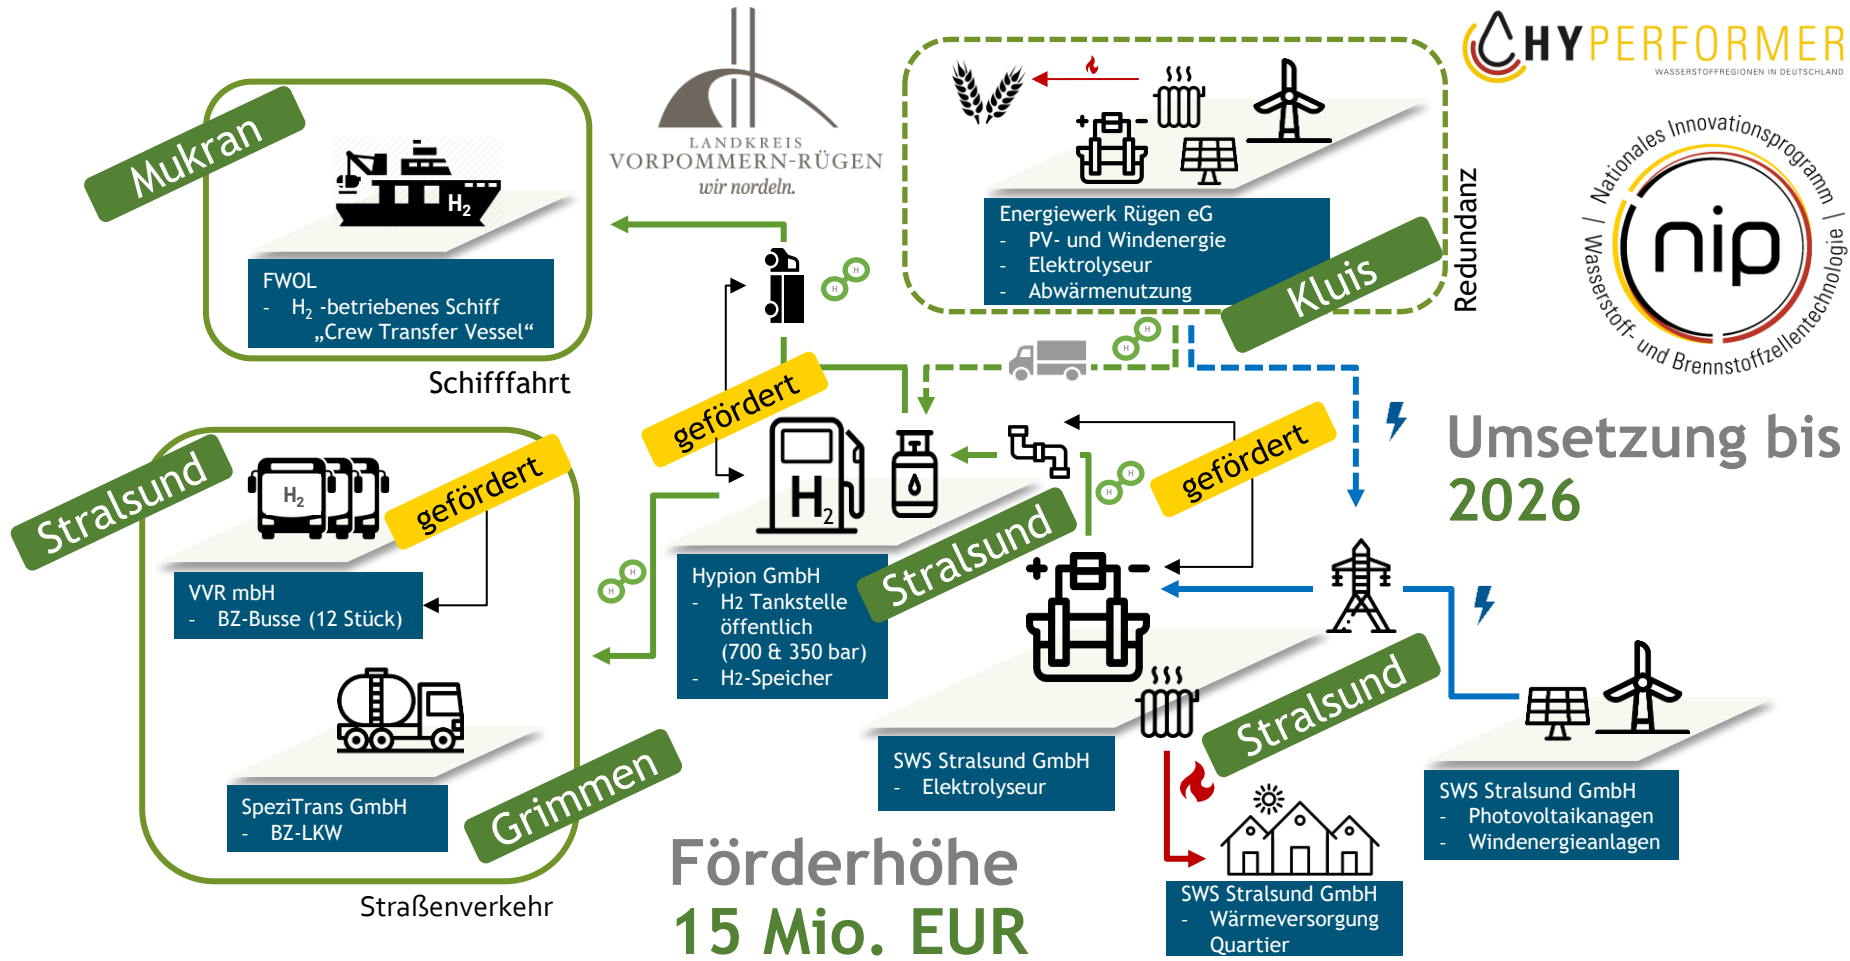 LANDKREIS
VORPOMMERN-RÜGEN
wir nordeln.
HYPERFORMER
WASSERSTOFFREGIONEN IN DEUTSCHLAND
Nationales Innovationsprogramm |
Wasserstoff- und Brennstoffzellentechnologie |
nip
Mukran
H2
FWOL
- H2 -betriebenes Schiff
„Crew Transfer Vessel“
Schifffahrt
Energiewerk Rügen eG
- PV- und Windenergie
- Elektrolyseur
- Abwärmenutzung
Kluis
Redundanz
H H
H H
gefördert
Umsetzung bis
2026
Stralsund
H2
gefördert
VVR mbH
- BZ-Busse (12 Stück)
SpeziTrans GmbH
- BZ-LKW
Grimmen
Straßenverkehr
H H
H2
Stralsund
Hypion GmbH
- H2 Tankstelle
öffentlich
(700 & 350 bar)
- H2-Speicher
H H
gefördert
+ -
SWS Stralsund GmbH
- Elektrolyseur
Stralsund
SWS Stralsund GmbH
- Photovoltaikanagen
- Windenergieanlagen
SWS Stralsund GmbH
- Wärmeversorgung
Quartier
Förderhöhe
15 Mio. EUR